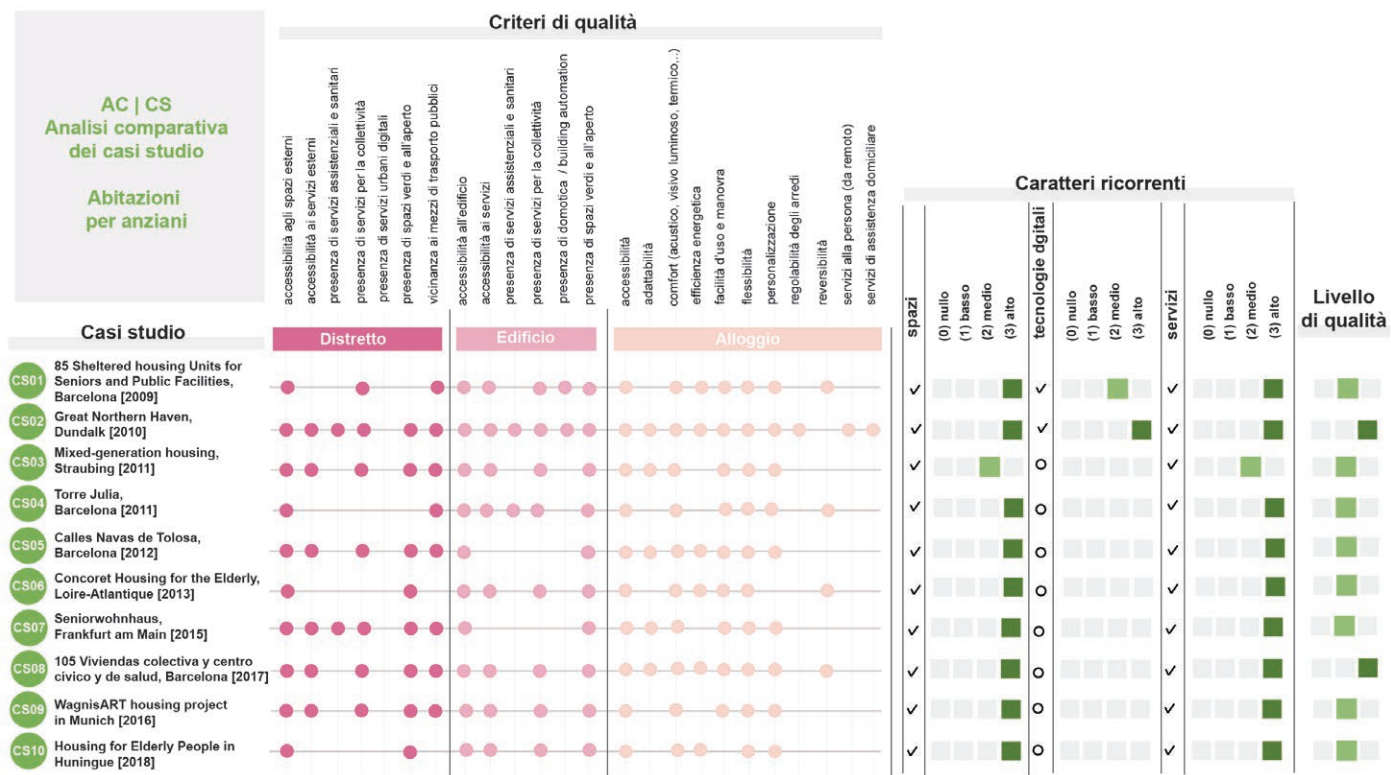 Criteri di qualità
AC | CS
Analisi comparativa
dei casi studio
Abitazioni
per anziani
accessibilità agli spazi esterni
accessibilità ai servizi esterni
presenza di servizi assistenziali e sanitari
presenza di servizi per la collettività
presenza di servizi urbani digitali
presenza di spazi verdi e all'aperto
vicinanza ai mezzi di trasporto pubblici
accessibilità all'edificio
accessibilità ai servizi
presenza di servizi assistenziali e sanitari
presenza di servizi per la collettività
presenza di domotica / building automation
presenza di spazi verdi e all'aperto
accessibilità
adattabilità
comfort (acustico, visivo luminoso, termico,..)
efficienza energetica
facilità d'uso e manovra
flessibilità
personalizzazione
regolabilità degli arredi
reversibilità
servizi alla persona (da remoto)
servizi di assistenza domiciliare
Caratteri ricorrenti
spazi
(0) nullo
(1) basso
(2) medio
(3) alto
tecnologie dgitali
(0) nullo
(1) basso
(2) medio
(3) alto
servizi
(0) nullo
(1) basso
(2) medio
(3) alto
Livello
di qualità
Casi studio
Distretto
Edificio
Alloggio
CS01
85 Sheltered housing Units for
Seniors and Public Facilities,
Barcelona [2009]
CS02
Great Northern Haven,
Dundalk [2010]
CS03
Mixed-generation housing,
Straubing [2011]
CS04
Torre Julia,
Barcelona [2011]
CS05
Calles Navas de Tolosa,
Barcelona [2012]
CS06
Concoret Housing for the Elderly,
Loire-Atlantique [2013]
CS07
Seniorwohnhaus,
Frankfurt am Main [2015]
CS08
105 Viviendas colectiva y centro
civico y de salud, Barcelona [2017]
CS09
WagnisART housing project
in Munich [2016]
CS10
Housing for Elderly People in
Huningue [2018]